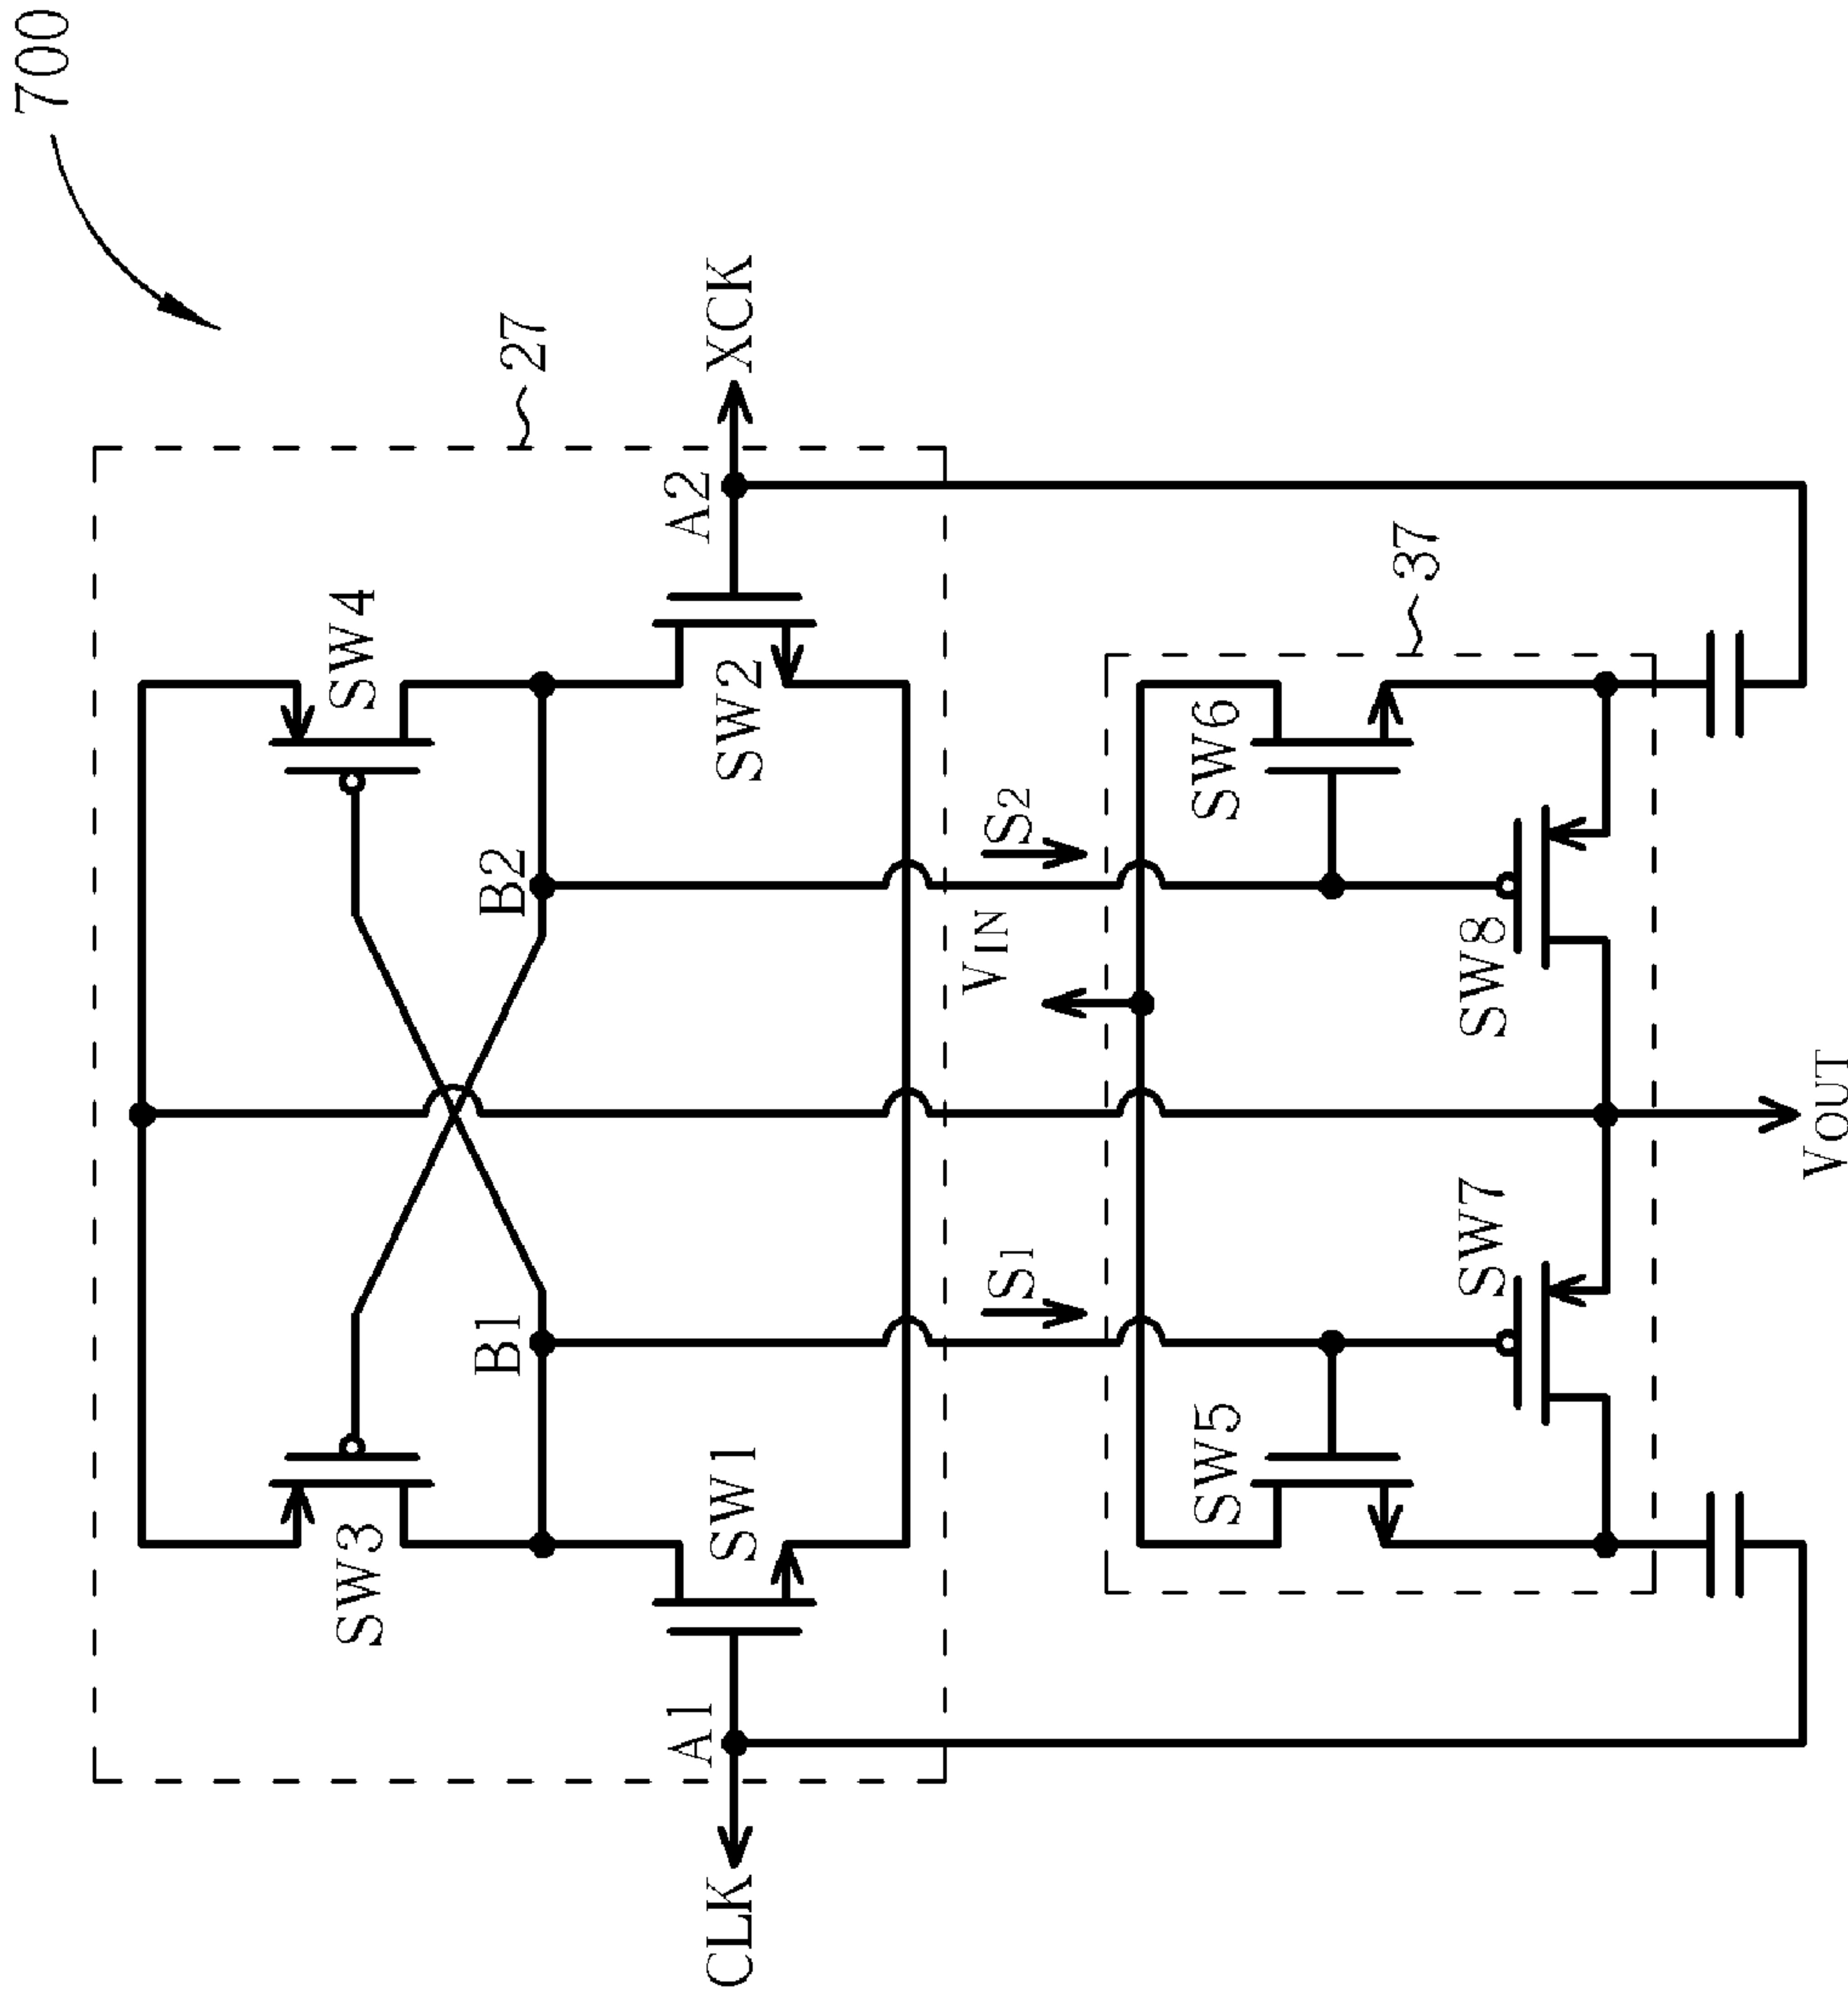 700
27
CLK
A1
SW3
SW1
B1
B2
SW4
SW2
A2
XCK
S1
VIN
S2
37
SW5
SW7
SW8
SW6
VOUT